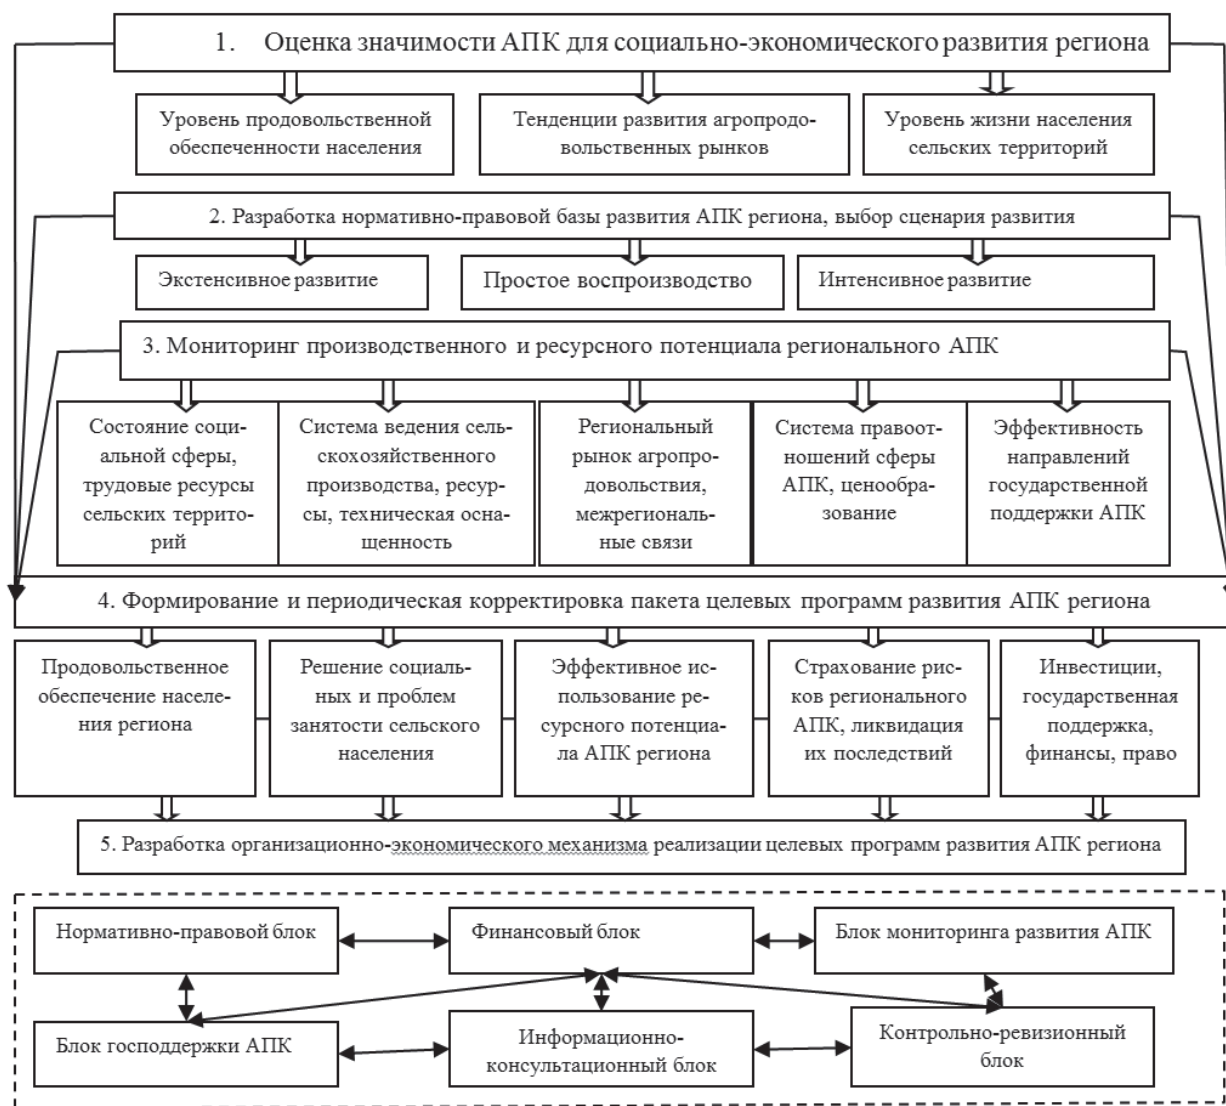 1. Оценка значимости АПК для социально-экономического развития региона
Уровень продовольственной
обеспеченности населения
Тенденции развития агропродо-
вольственных рынков
Уровень жизни населения
сельских территорий
2. Разработка нормативно-правовой базы развития АПК региона, выбор сценария развития
Экстенсивное развитие
Простое воспроизводство
Интенсивное развитие
3. Мониторинг производственного и ресурсного потенциала регионального АПК
Состояние соци-
альной сферы,
трудовые ресурсы
сельских террито-
рий
Система ведения сель-
скохозяйственного
производства, ресур-
сы, техническая осна-
щенность
Региональный
рынок агропро-
довольствия,
межрегиональ-
ные связи
Система правоот-
ношений сферы
АПК, ценообра-
зование
Эффективность
направлений
государственной
поддержки АПК
4. Формирование и периодическая корректировка пакета целевых программ развития АПК региона
Продовольственное
обеспечение населе-
ния региона
Решение социаль-
ных и проблем
занятости сельского
населения
Эффективное ис-
пользование ре-
сурсного потенциа-
ла АПК региона
Страхование рис-
ков регионального
АПК, ликвидация
их последствий
Инвестиции,
государственная
поддержка,
финансы, право
5. Разработка организационно-экономического механизма реализации целевых программ развития АПК региона
Нормативно-правовой блок
Финансовый блок
Блок мониторинга развития АПК
Блок господдержки АПК
Информационно-
консультационный блок
Контрольно-ревизионный
блок